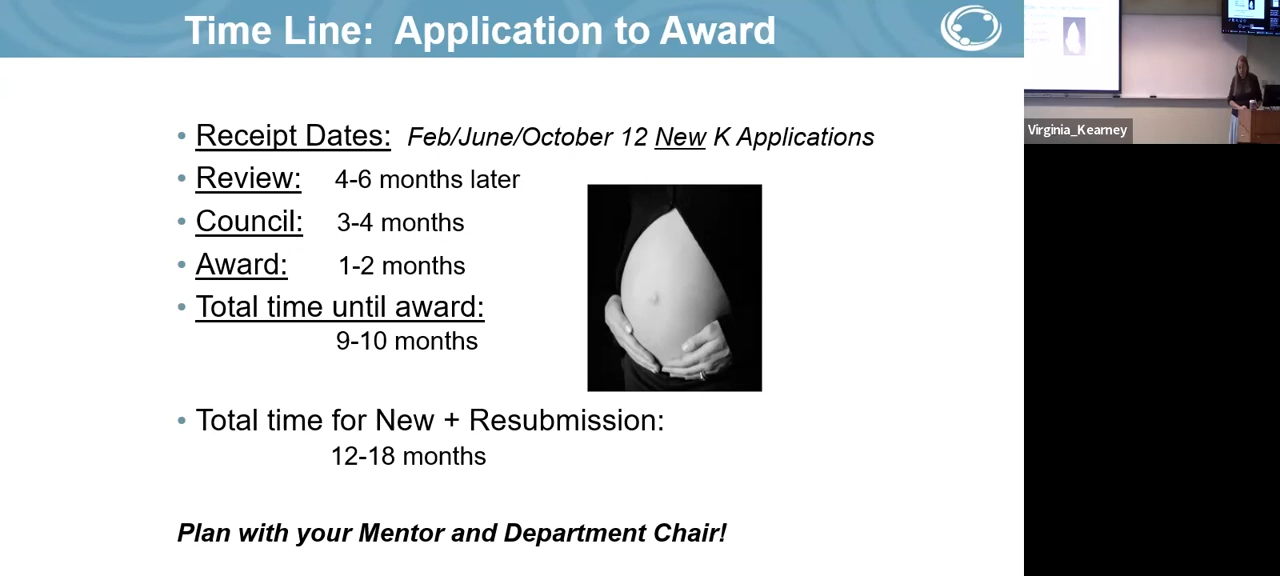 Time Line: Application to Award
• Receipt Dates: Feb/June/October 12 New K Applications
• Review: 4-6 months later
• Council: 3-4 months
• Award: 1-2 months
• Total time until award:
9-10 months
• Total time for New + Resubmission:
12-18 months
Plan with your Mentor and Department Chair!
Virginia_Kearney